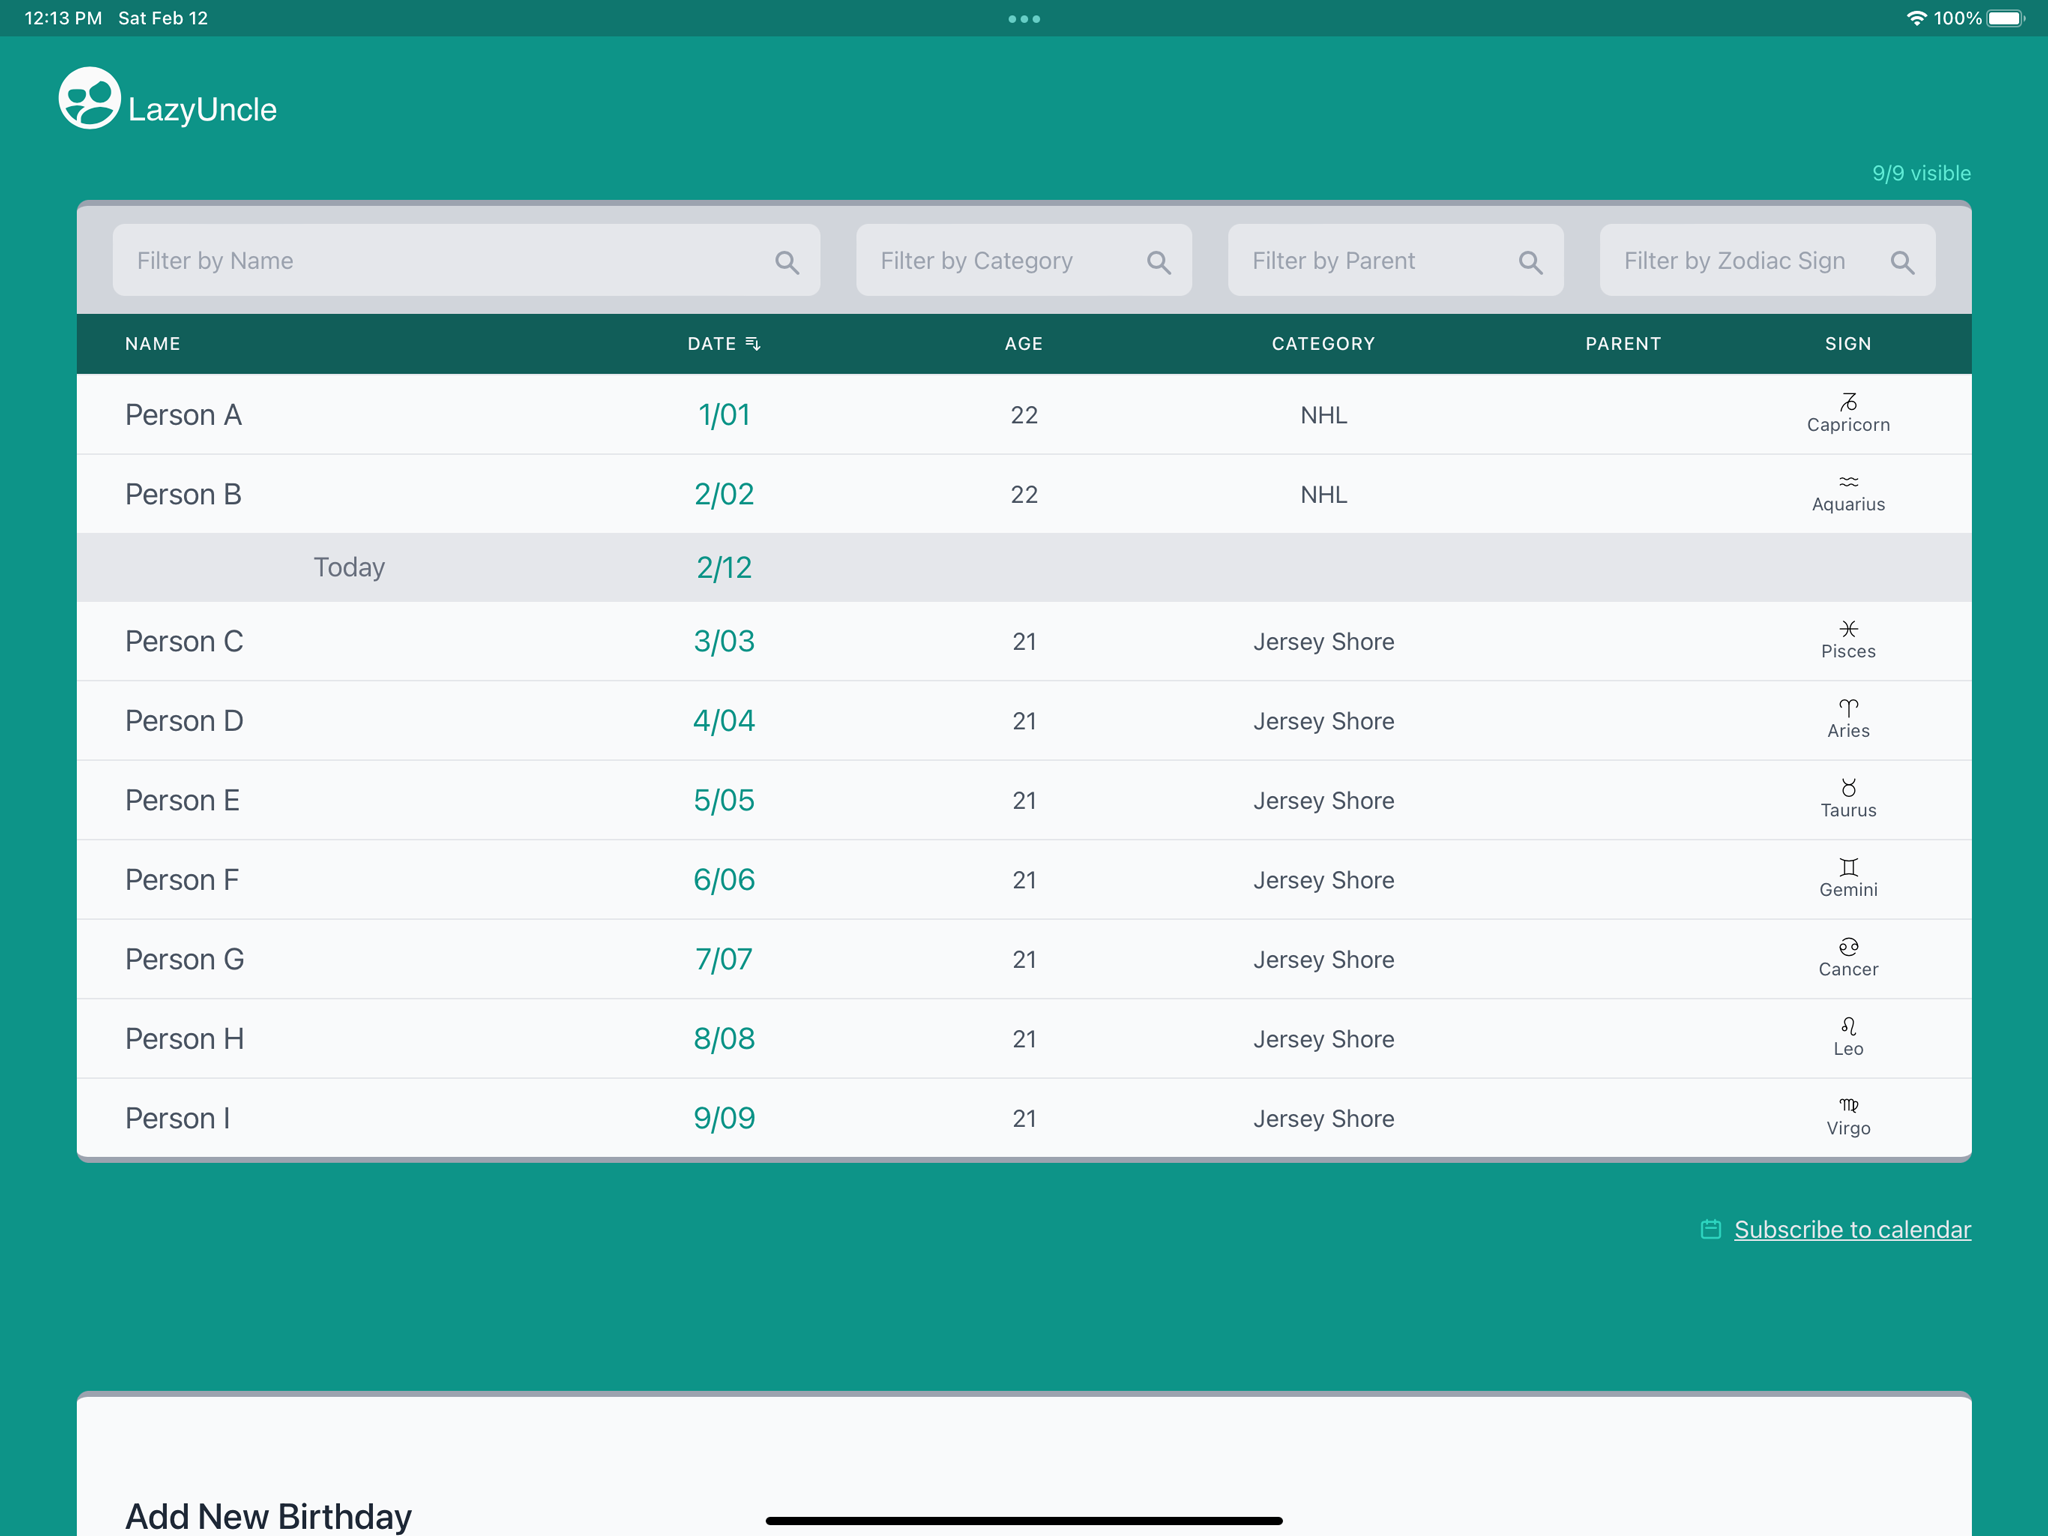 12:13 PM Sat Feb 12 100%
LazyUncle
9/9 visible
Filter by Name Filter by Category Filter by Parent Filter by Zodiac Sign
NAME DATE AGE CATEGORY PARENT SIGN
Person A 1/01 22 NHL Capricorn
Person B 2/02 22 NHL Aquarius
Today 2/12
Person C 3/03 21 Jersey Shore Pisces
Person D 4/04 21 Jersey Shore Aries
Person E 5/05 21 Jersey Shore Taurus
Person F 6/06 21 Jersey Shore Gemini
Person G 7/07 21 Jersey Shore Cancer
Person H 8/08 21 Jersey Shore Leo
Person I 9/09 21 Jersey Shore Virgo
Subscribe to calendar
Add New Birthday